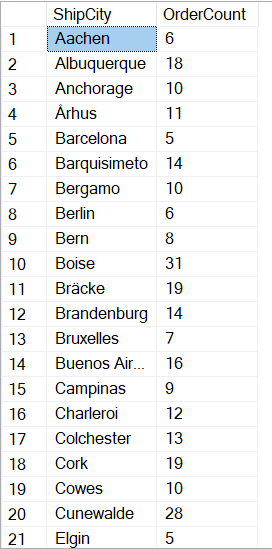 ShipCity OrderCount
1 Aachen 6
2 Albuquerque 18
3 Anchorage 10
4 Århus 11
5 Barcelona 5
6 Barquisimeto 14
7 Bergamo 10
8 Berlin 6
9 Bern 8
10 Boise 31
11 Bräcke 19
12 Brandenburg 14
13 Bruxelles 7
14 Buenos Air... 16
15 Campinas 9
16 Charleroi 12
17 Colchester 13
18 Cork 19
19 Cowes 10
20 Cunewalde 28
21 Elgin 5